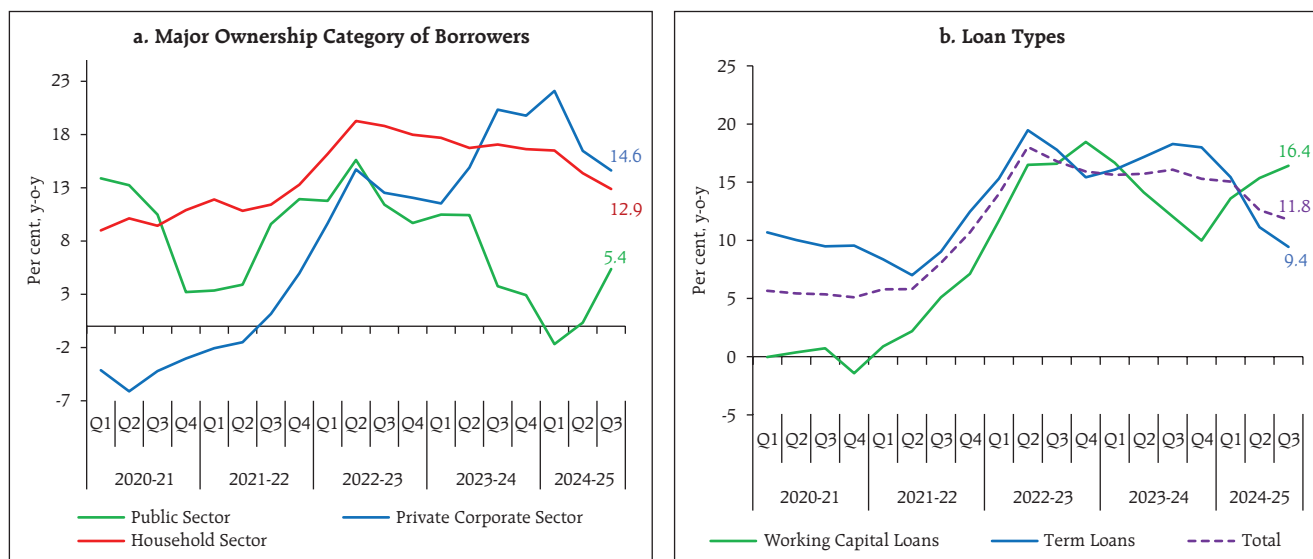 a. Major Ownership Category of Borrowers
Per cent, y-o-y
23
18
13
8
3
-2
-7
14.6
12.9
5.4
Q1 Q2 Q3 Q4 Q1 Q2 Q3 Q4 Q1 Q2 Q3 Q4 Q1 Q2 Q3 Q4 Q1 Q2 Q3
2020-21 2021-22 2022-23 2023-24 2024-25
Public Sector Private Corporate Sector
Household Sector
b. Loan Types
Per cent, y-o-y
25
20
15
10
5
0
-5
16.4
11.8
9.4
Q1 Q2 Q3 Q4 Q1 Q2 Q3 Q4 Q1 Q2 Q3 Q4 Q1 Q2 Q3 Q4 Q1 Q2 Q3
2020-21 2021-22 2022-23 2023-24 2024-25
Working Capital Loans Term Loans Total